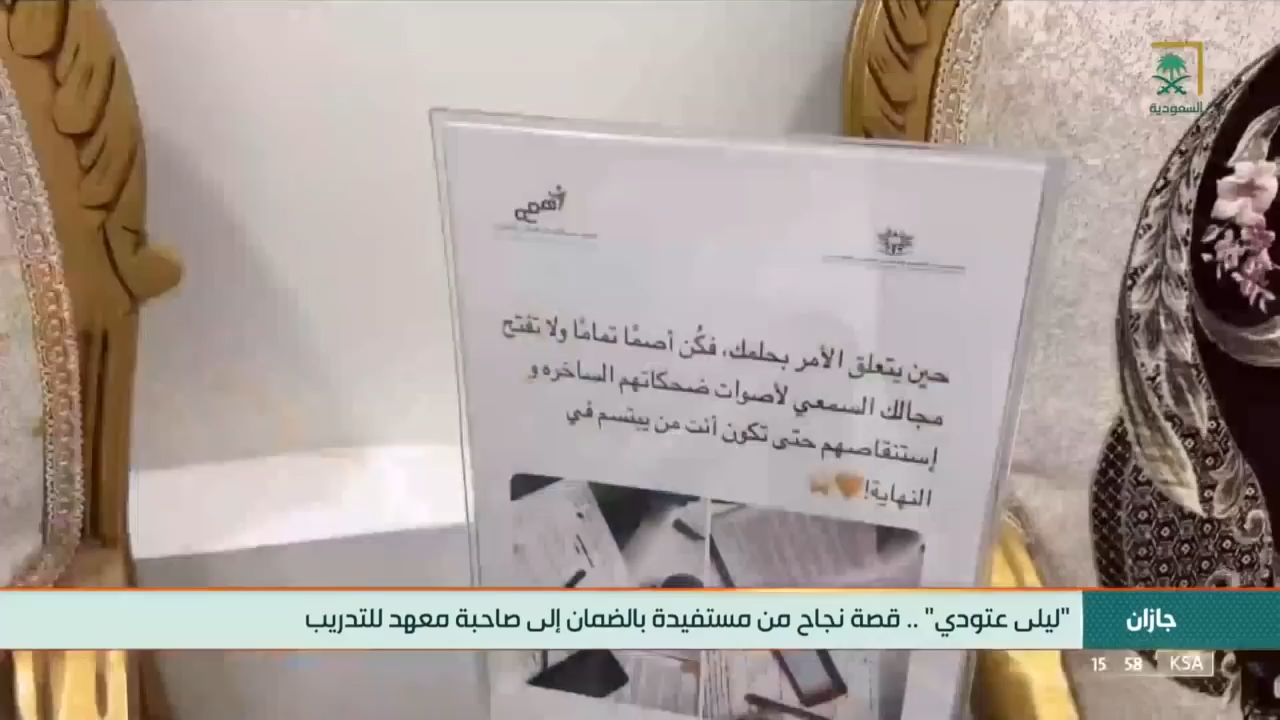 السعودية
أهم
حين يتعلق الأمر بحلمك، فكُن أصمًا تمامًا ولا تفتح
مجالك السمعي لأصوات ضحكاتهم الساخره و
إستنقاصهم حتى تكون أنت من يبتسم في
النهاية!
جازان
"ليلى عتودي" .. قصة نجاح من مستفيدة بالضمان إلى صاحبة معهد للتدريب
15 58 KSA